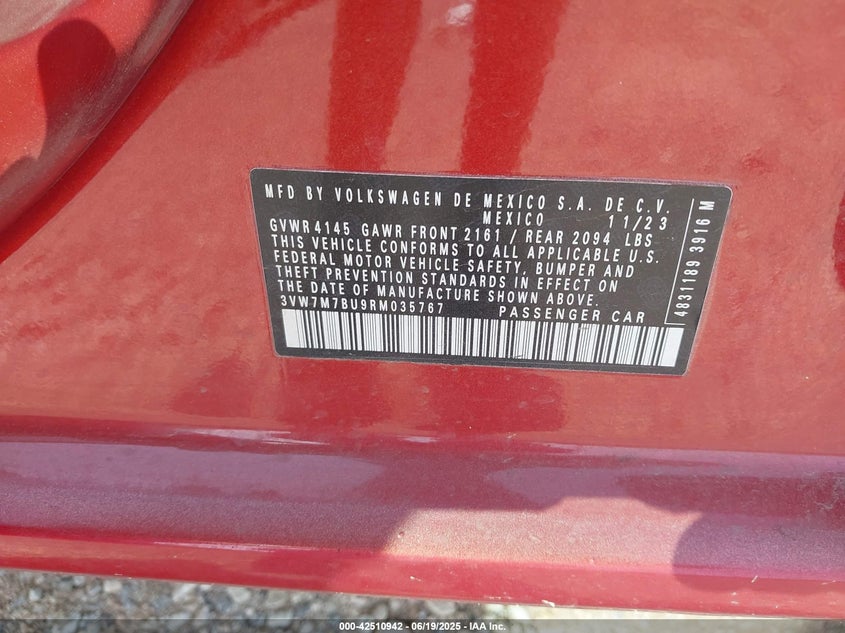 MFD BY VOLKSWAGEN DE MEXICO S.A. DE C.V.
MEXICO 11/23
GVWR 4145 GAWR FRONT 2161 / REAR 2094 LBS
THIS VEHICLE CONFORMS TO ALL APPLICABLE U.S.
FEDERAL MOTOR VEHICLE SAFETY, BUMPER AND
THEFT PREVENTION STANDARDS IN EFFECT ON
THE DATE OF MANUFACTURE SHOWN ABOVE.
3VW7M7BU9RM035767 PASSENGER CAR
4831189 3916 M
000-42510942 - 06/19/2025 - IAA Inc.